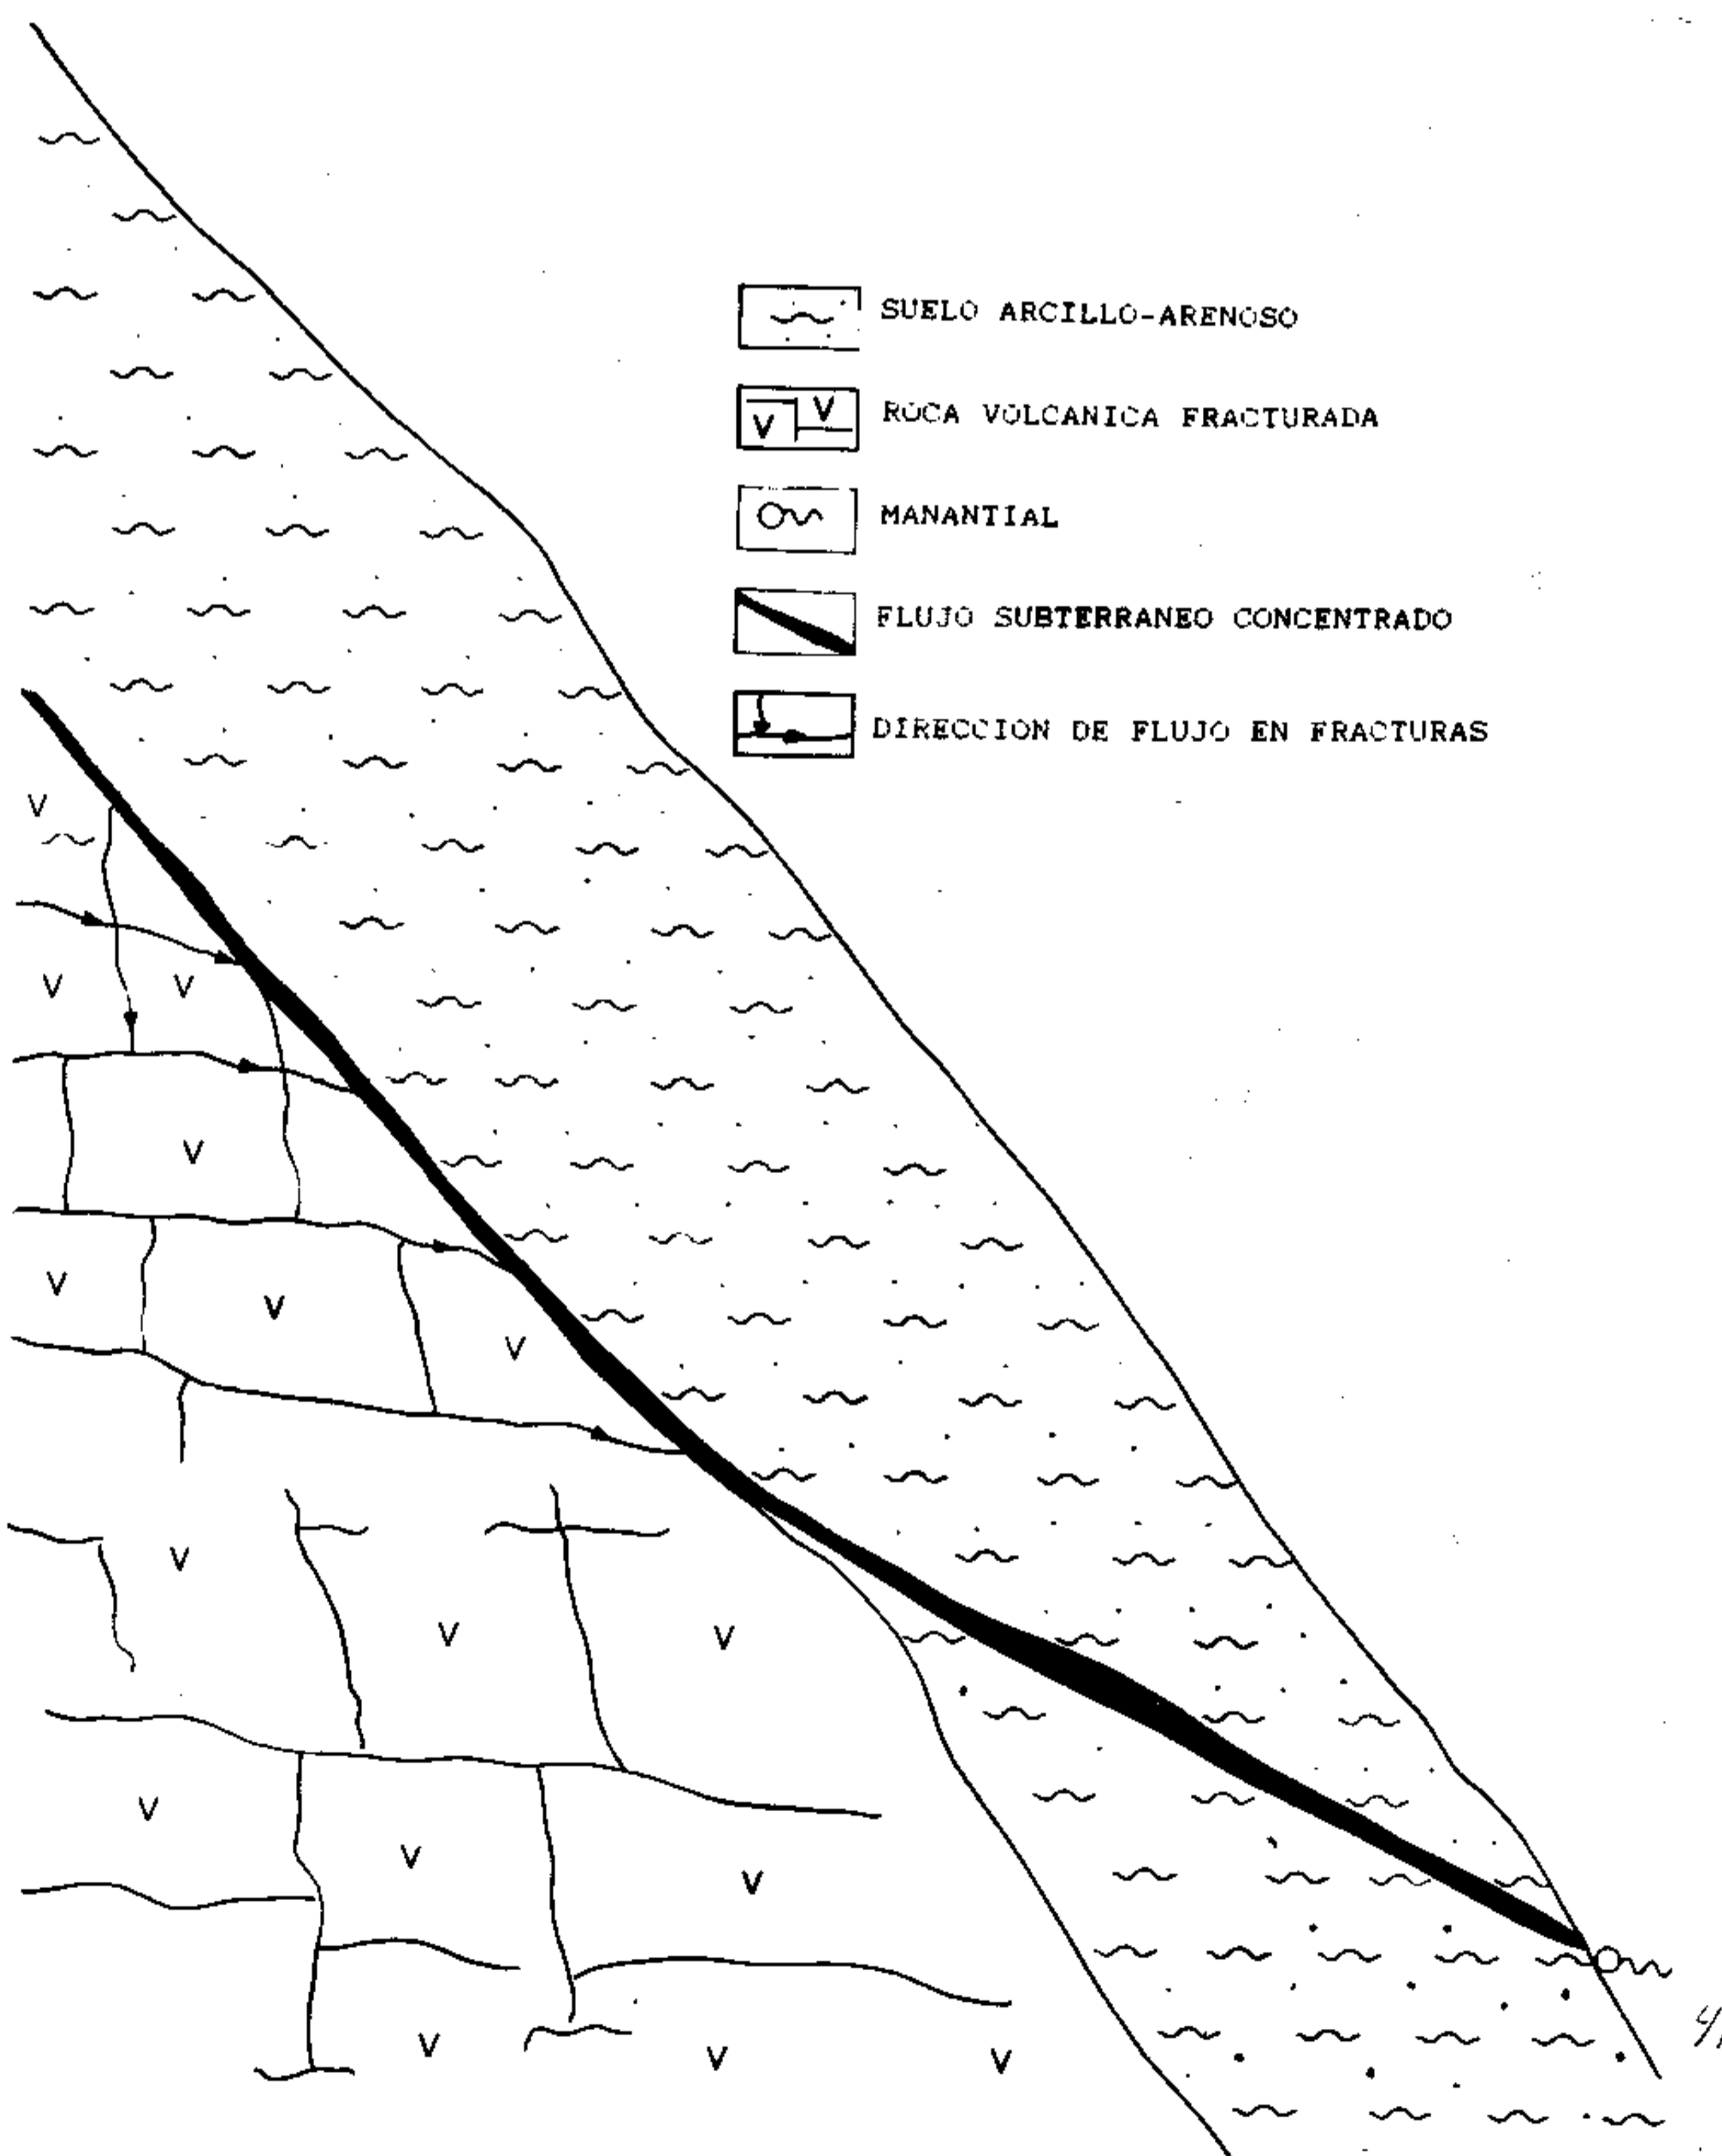 SUELO ARCILLO-ARENOSO
ROCA VOLCANICA FRACTURADA
MANANTIAL
FLUJO SUBTERRANEO CONCENTRADO
DIRECCION DE FLUJO EN FRACTURAS